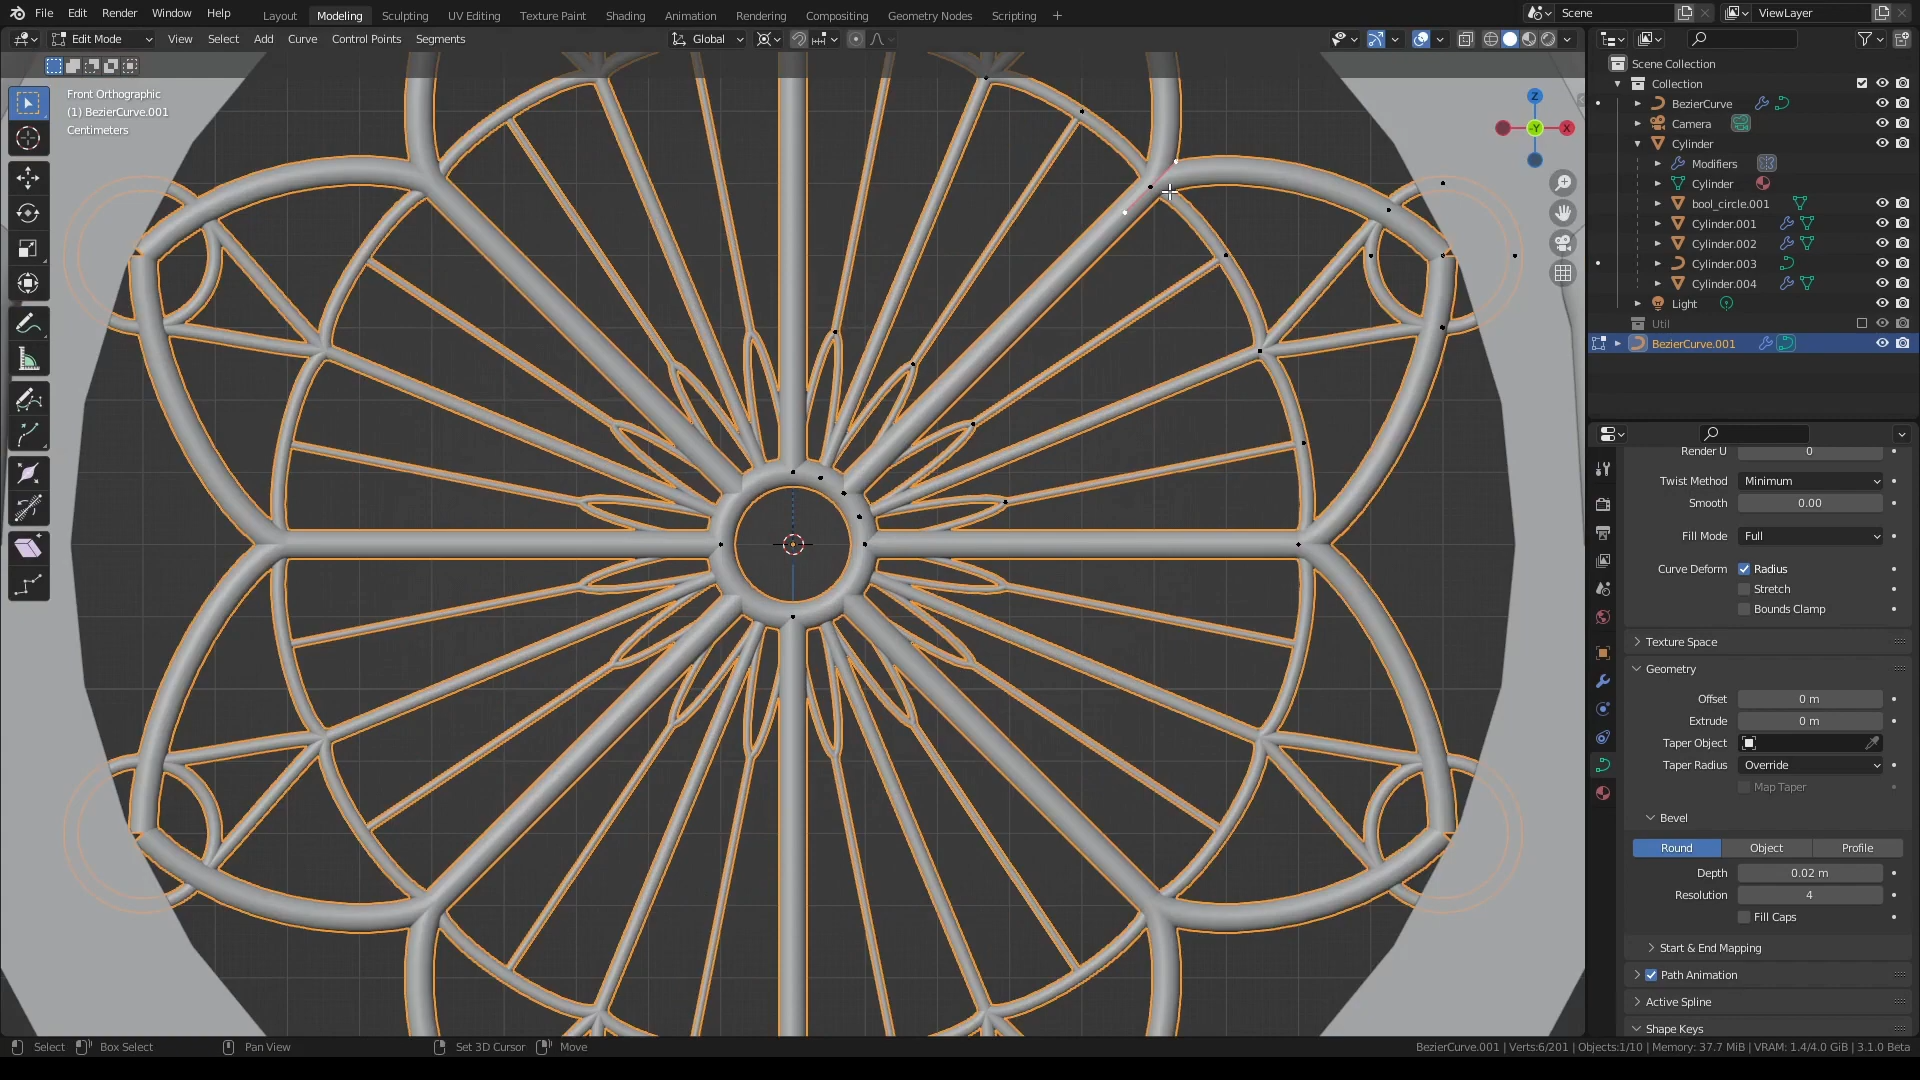 File Edit Render Window Help Layout Modeling Sculpting UV Editing Texture Paint Shading Animation Rendering Compositing Geometry Nodes Scripting Scene ViewLayer
Edit Mode View Select Add Curve Control Points Segments Global
Front Orthographic
(1) BezierCurve.001
Centimeters
Z
-Y
X
Scene Collection
Collection
BezierCurve
Camera
Cylinder
Modifiers
Cylinder
bool_circle.001
Cylinder.001
Cylinder.002
Cylinder.003
Cylinder.004
Light
Util
BezierCurve.001
Render U 0
Twist Method Minimum
Smooth 0.00
Fill Mode Full
Curve Deform Radius
Stretch
Bounds Clamp
Texture Space
Geometry
Offset 0 m
Extrude 0 m
Taper Object
Taper Radius Override
Map Taper
Bevel
Round Object Profile
Depth 0.02 m
Resolution 4
Fill Caps
Start & End Mapping
Path Animation
Active Spline
Shape Keys
Select Box Select Pan View Set 3D Cursor Move BezierCurve.001 | Verts:6/201 | Objects:1/10 | Memory: 37.7 MiB | VRAM: 1.4/4.0 GiB | 3.1.0 Beta